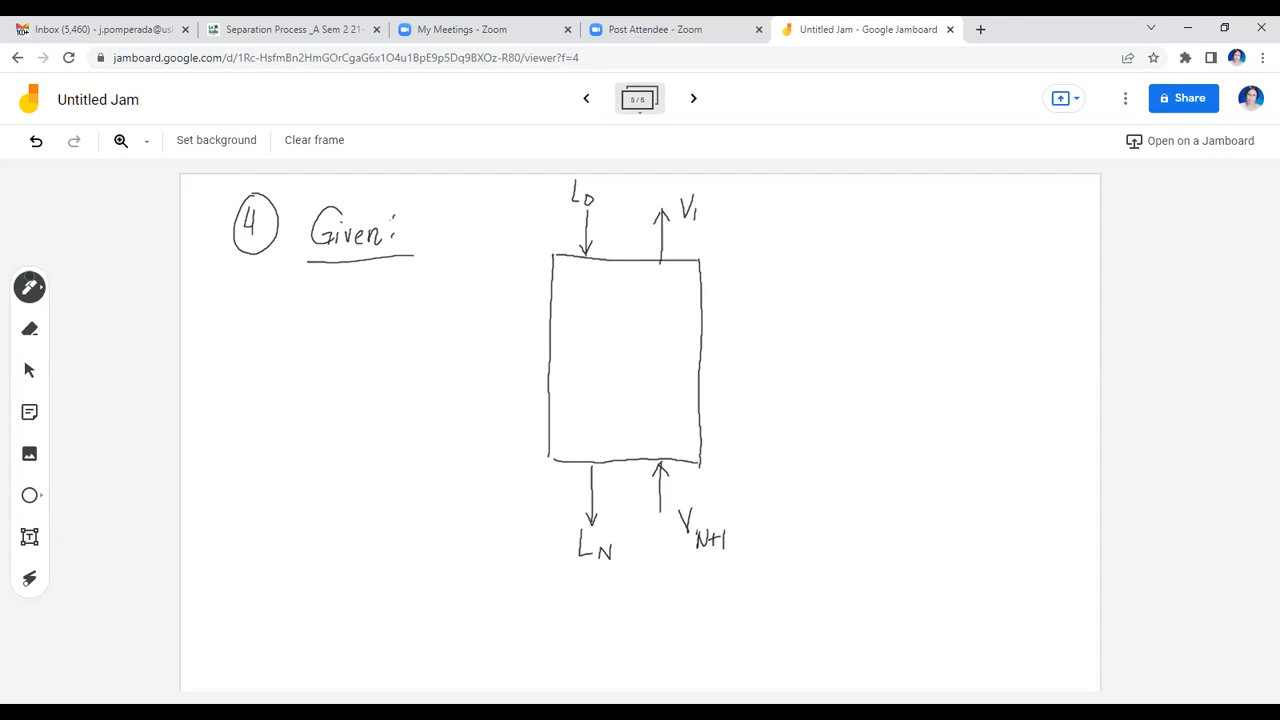 Inbox (5,460) - j.pomperada@usi
Separation Process _A Sem 2 21-
My Meetings - Zoom
Post Attendee - Zoom
Untitled Jam - Google Jamboard
jamboard.google.com/d/1Rc-HsfmBn2HmGOrCgaG6x1O4u1BpE9p5Dq9BXOz-R80/viewer?f=4
Untitled Jam
5 / 5
Share
Set background
Clear frame
Open on a Jamboard
4 Given:
L0
V1
LN
VN+1